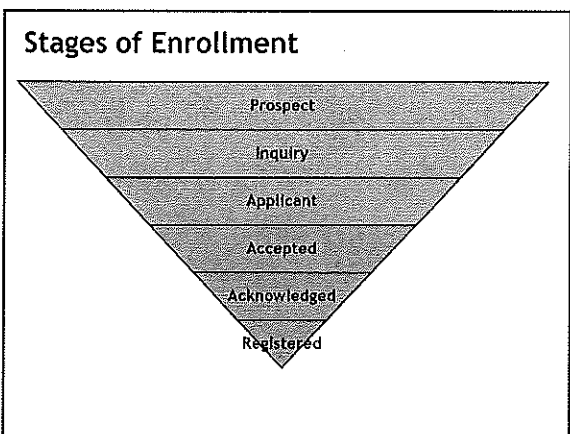 Stages of Enrollment
Prospect
Inquiry
Applicant
Accepted
Acknowledged
Registered